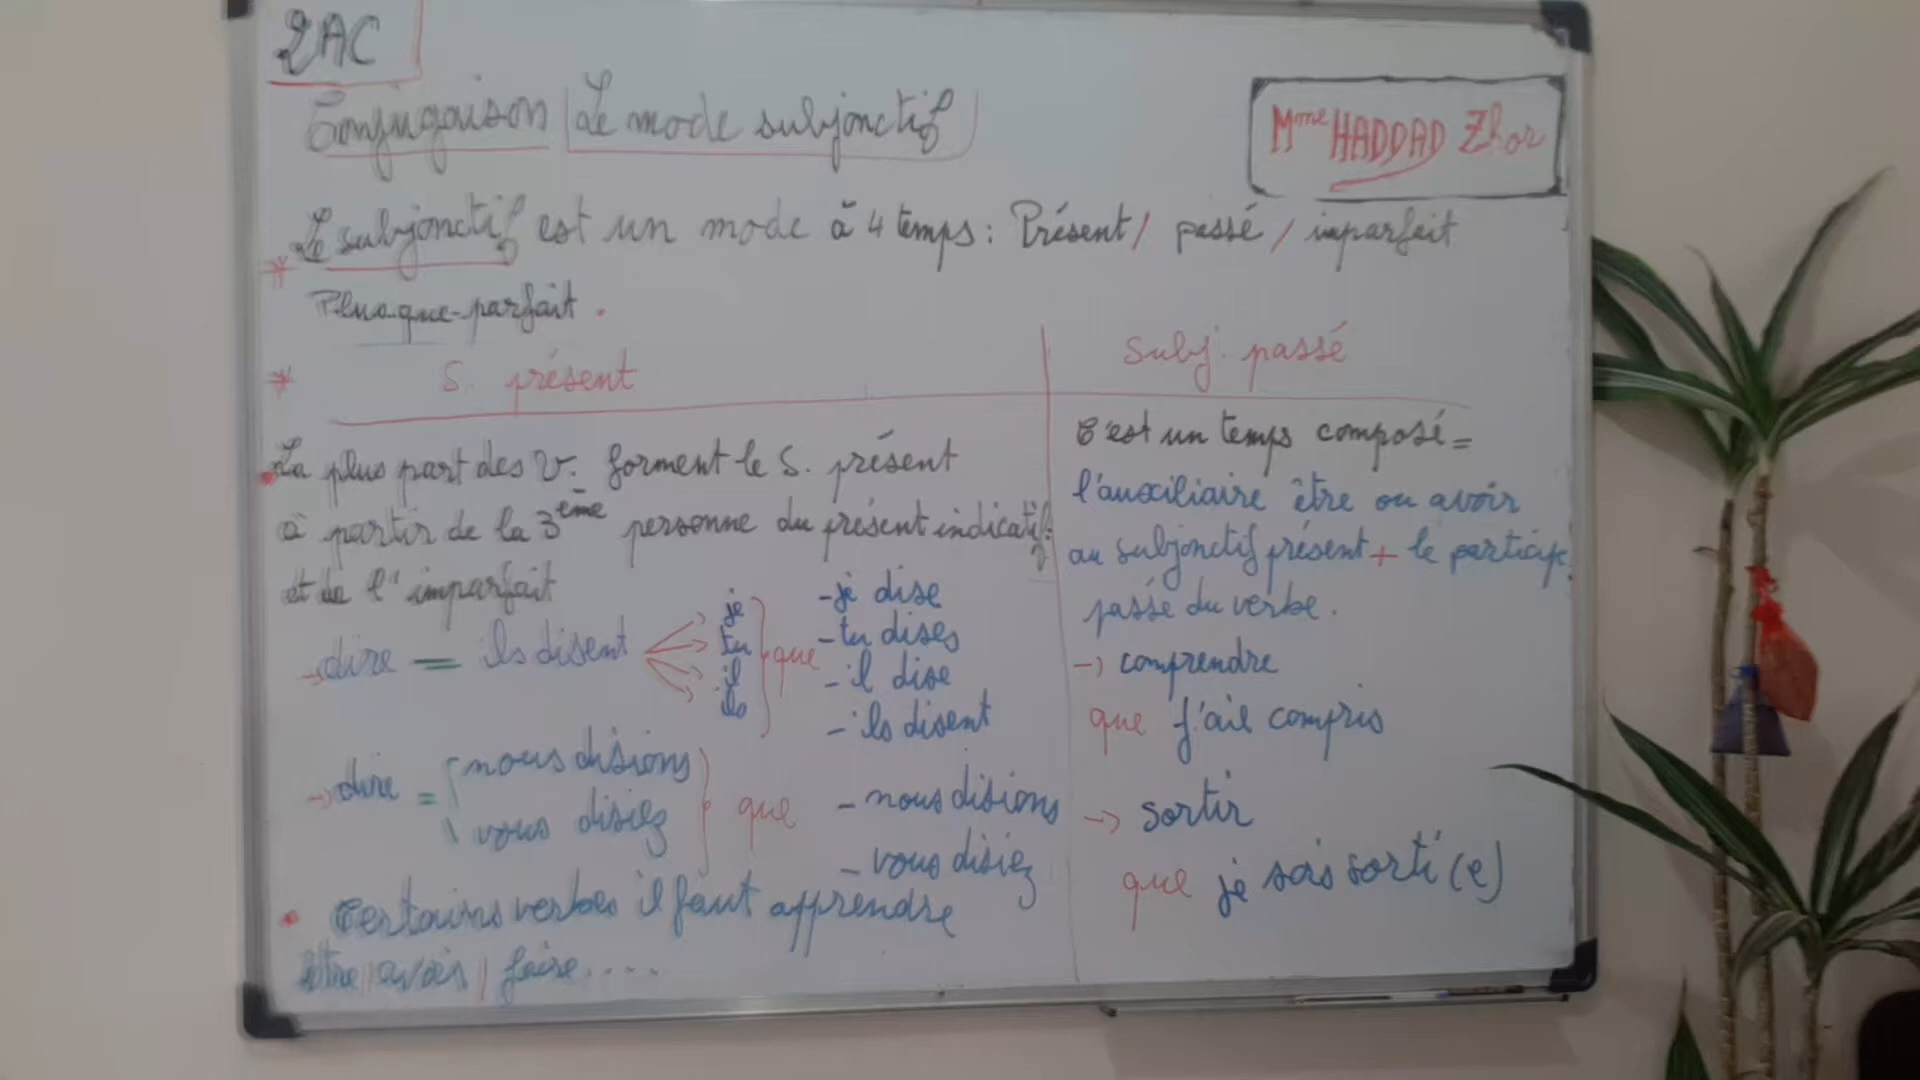 2AC
Conjugaison Le mode subjonctif
Mme HADDAD Zhor
* Le subjonctif est un mode à 4 temps : Présent / passé / imparfait
Plus-que-parfait.
* S. présent
La plus part des V. forment le S. présent
à partir de la 3ème personne du présent indicatif.
et de l'imparfait
→ dire = ils disent
je
tu
il
ils
que
- je dise
- tu dises
- il dise
- ils disent
→ dire =
nous disions
vous disiez
que
- nous disions
- vous disiez
• Certains verbes il faut apprendre
être / avoir / faire.....
Subj. passé
C'est un temps composé =
l'auxiliaire être ou avoir
au subjonctif présent + le particip.
passé du verbe.
→ comprendre
que j'aie compris
→ sortir
que je sois sorti(e)